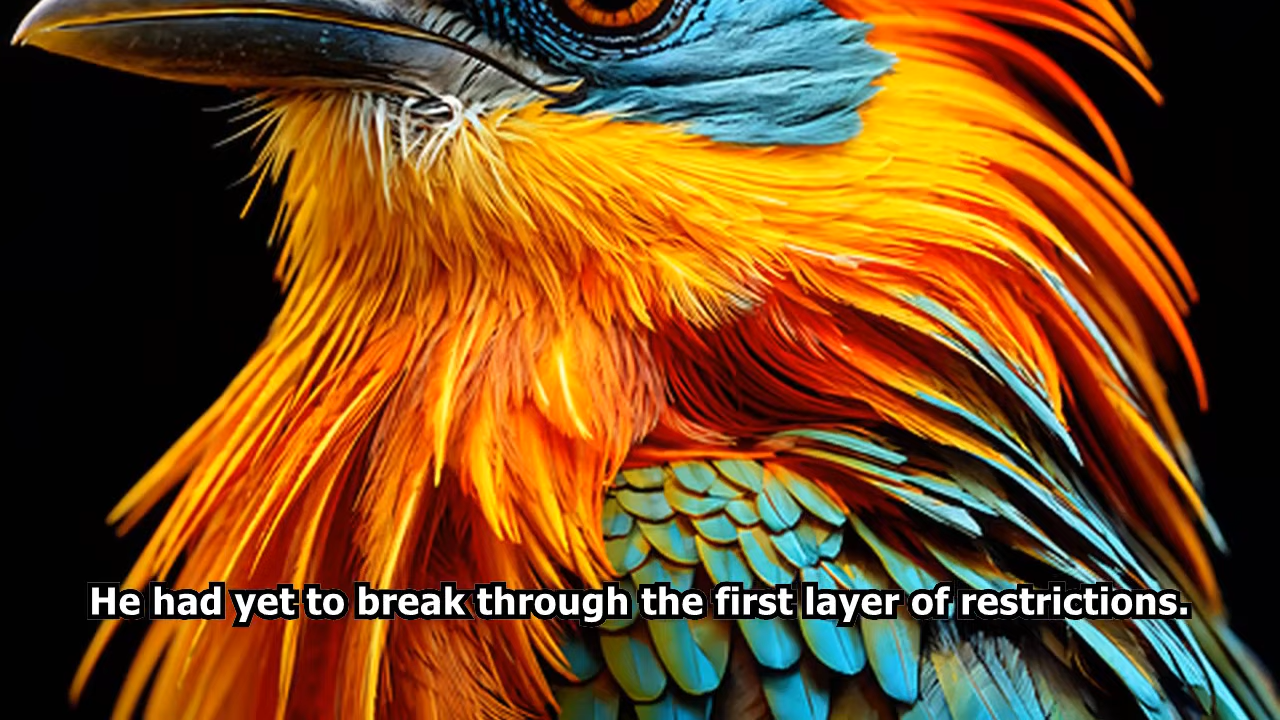 He had yet to break through the first layer of restrictions.